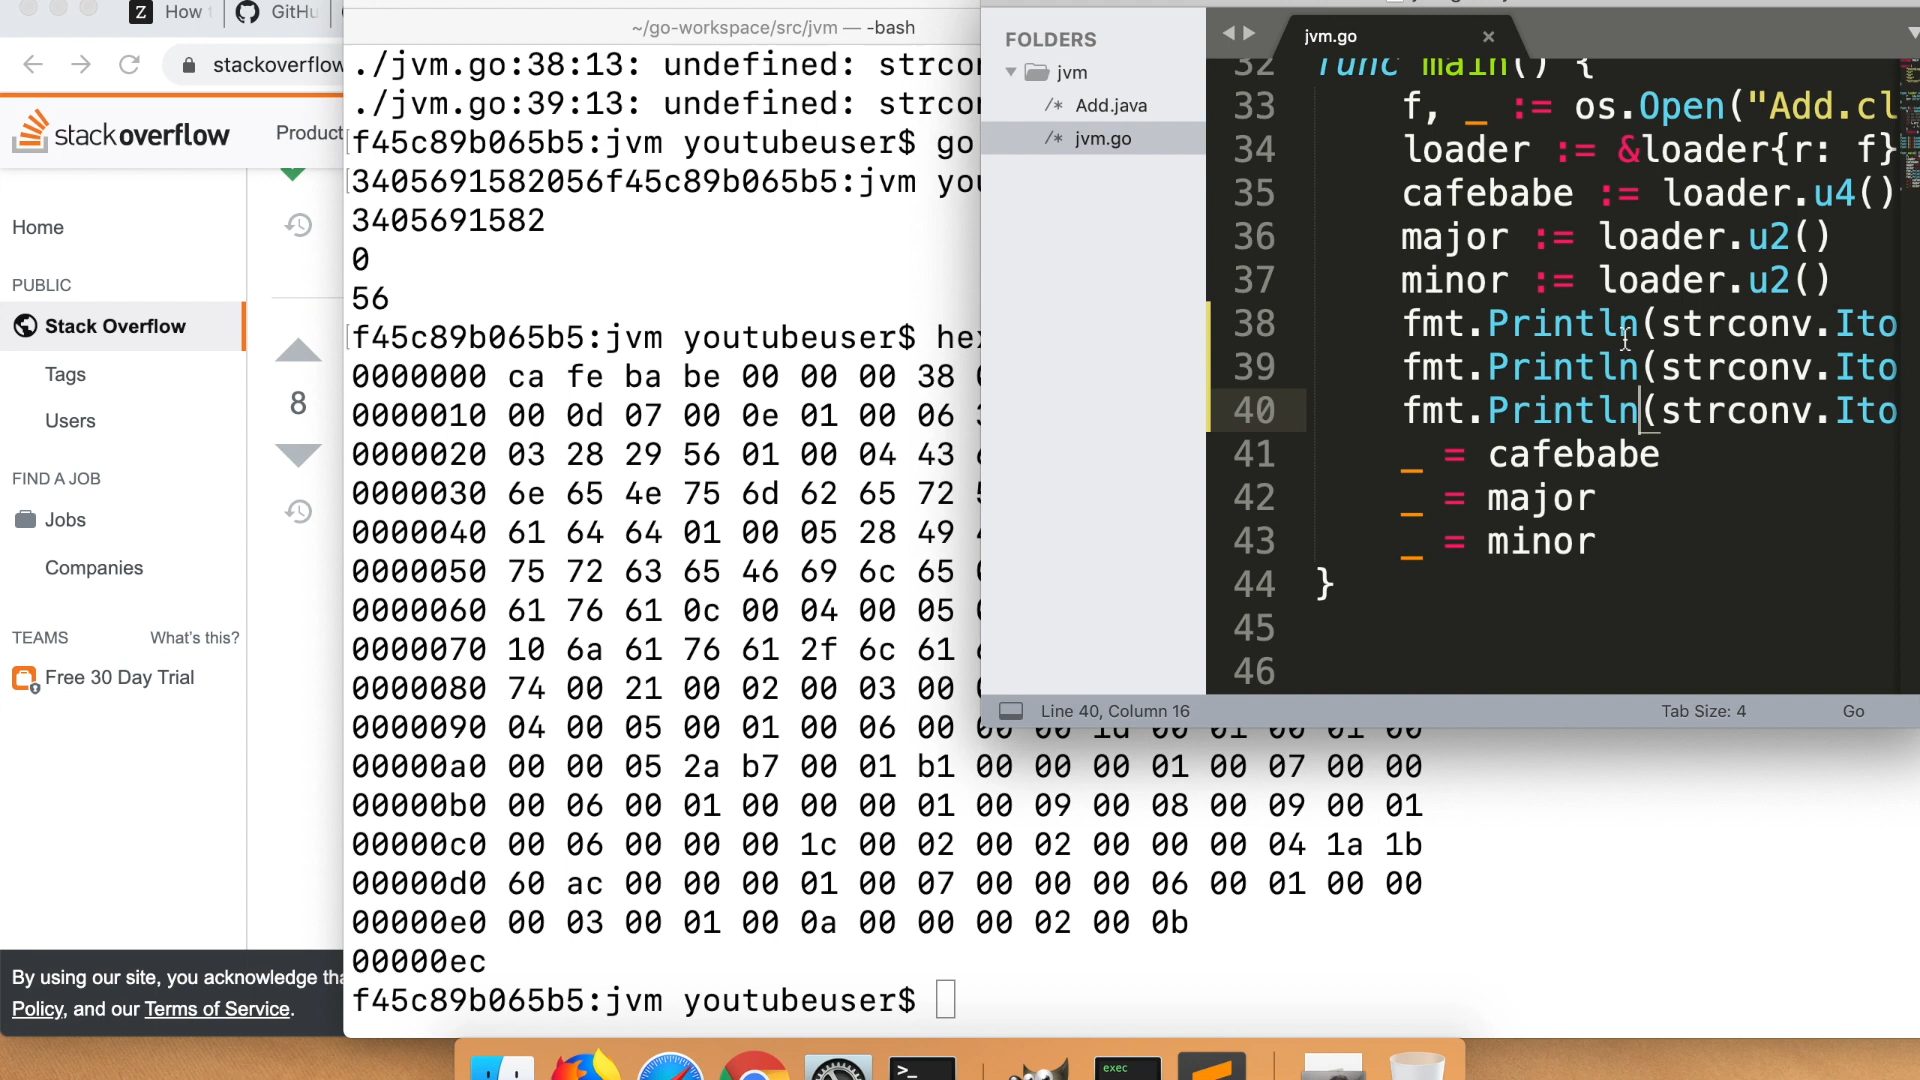 How
GitHu
stackoverflow
stackoverflow
Product
Home
PUBLIC
Stack Overflow
Tags
Users
FIND A JOB
Jobs
Companies
TEAMS
What's this?
Free 30 Day Trial
8
By using our site, you acknowledge tha
Policy, and our Terms of Service.
~/go-workspace/src/jvm — -bash
./jvm.go:38:13: undefined: strco
./jvm.go:39:13: undefined: strco
f45c89b065b5:jvm youtubeuser$ go
3405691582056f45c89b065b5:jvm you
3405691582
0
56
f45c89b065b5:jvm youtubeuser$ hex
0000000 ca fe ba be 00 00 00 38
0000010 00 0d 07 00 0e 01 00 06
0000020 03 28 29 56 01 00 04 43
0000030 6e 65 4e 75 6d 62 65 72
0000040 61 64 64 01 00 05 28 49
0000050 75 72 63 65 46 69 6c 65
0000060 61 76 61 0c 00 04 00 05
0000070 10 6a 61 76 61 2f 6c 61
0000080 74 00 21 00 02 00 03 00
0000090 04 00 05 00 01 00 06 00 00 00 1d 00 01 00 01 00
00000a0 00 00 05 2a b7 00 01 b1 00 00 00 01 00 07 00 00
00000b0 00 06 00 01 00 00 00 01 00 09 00 08 00 09 00 01
00000c0 00 06 00 00 00 1c 00 02 00 02 00 00 00 04 1a 1b
00000d0 60 ac 00 00 00 01 00 07 00 00 00 06 00 01 00 00
00000e0 00 03 00 01 00 0a 00 00 00 02 00 0b
00000ec
f45c89b065b5:jvm youtubeuser$
FOLDERS
jvm
/* Add.java
/* jvm.go
jvm.go
32 func main() {
33 f, _ := os.Open("Add.cl
34 loader := &loader{r: f}
35 cafebabe := loader.u4()
36 major := loader.u2()
37 minor := loader.u2()
38 fmt.Println(strconv.Ito
39 fmt.Println(strconv.Ito
40 fmt.Println(strconv.Ito
41 _ = cafebabe
42 _ = major
43 _ = minor
44 }
45
46
Line 40, Column 16
Tab Size: 4
Go
exec